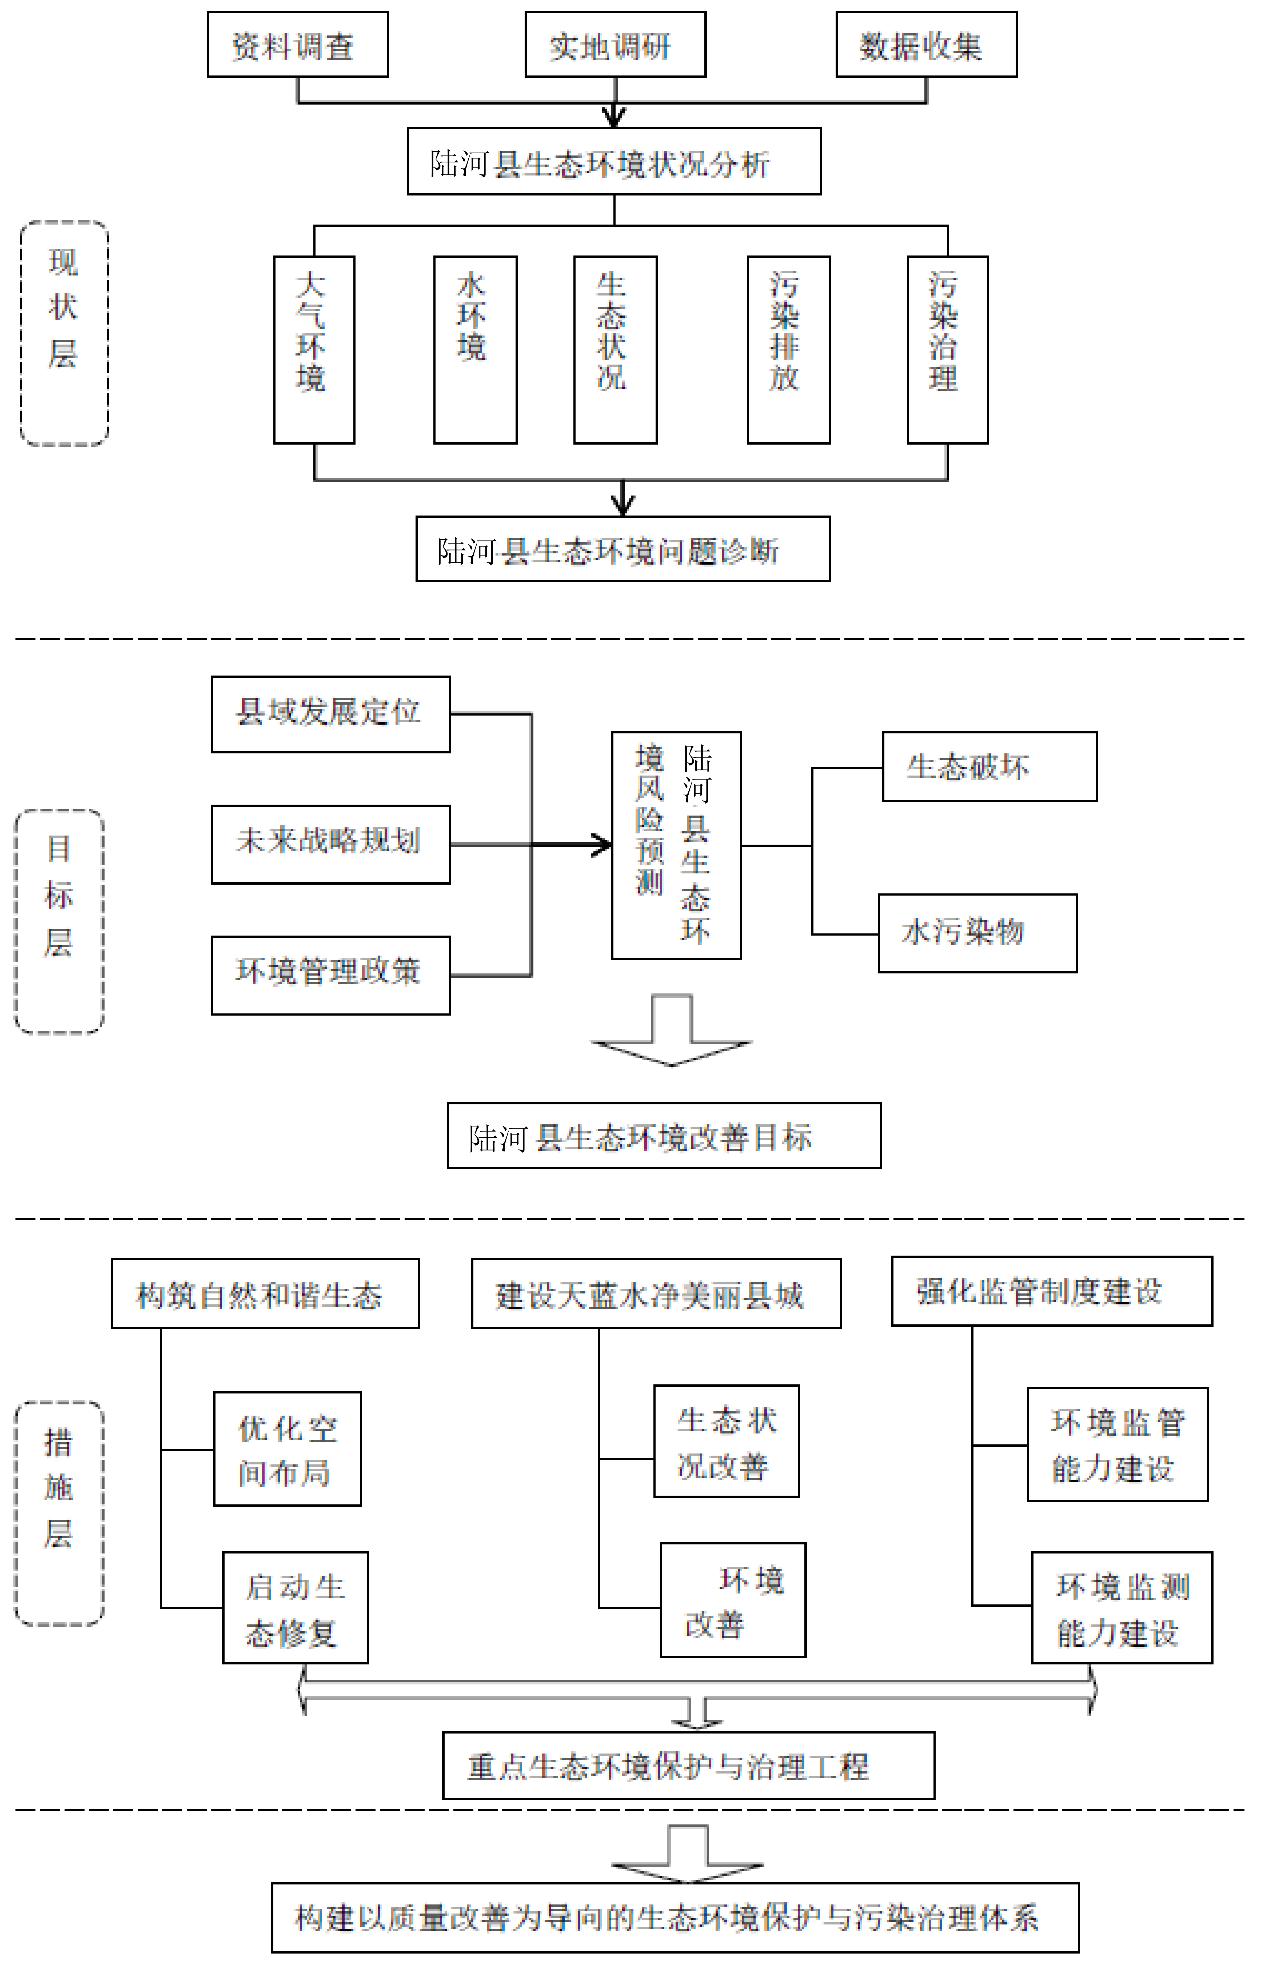 资料调查
实地调研
数据收集
陆河县生态环境状况分析
现状层
大气环境
水环境
生态状况
污染排放
污染治理
陆河县生态环境问题诊断
目标层
县域发展定位
未来战略规划
环境管理政策
陆河县生态环
境风险预测
生态破坏
水污染物
陆河县生态环境改善目标
措施层
构筑自然和谐生态
建设天蓝水净美丽县城
强化监管制度建设
优化空
间布局
生态状
况改善
环境监管
能力建设
启动生
态修复
环境
改善
环境监测
能力建设
重点生态环境保护与治理工程
构建以质量改善为导向的生态环境保护与污染治理体系